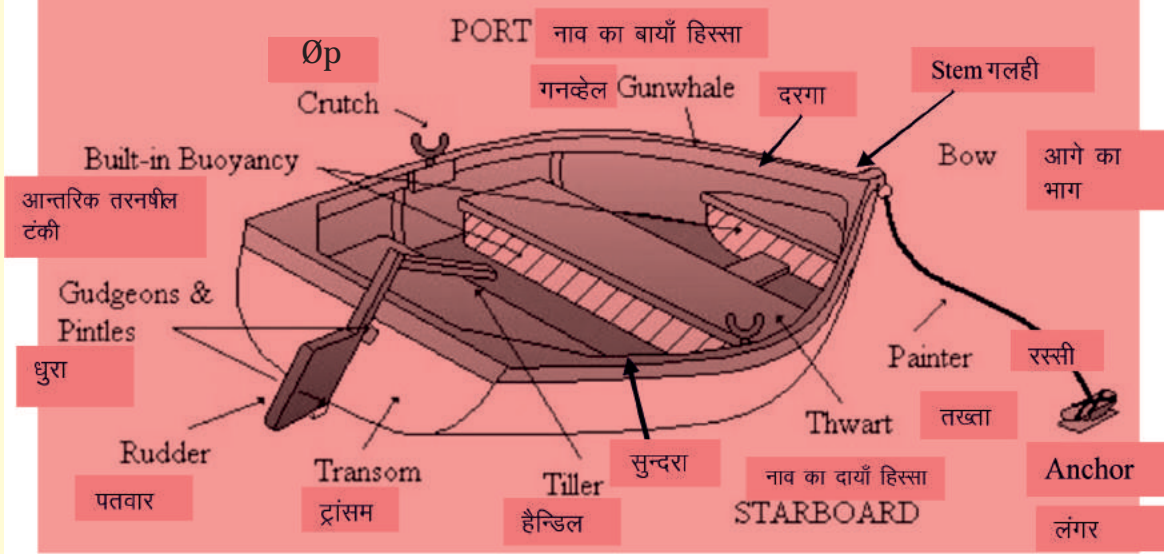 PORT नाव का बायाँ हिस्सा
Øp
Crutch
गनव्हेल Gunwhale
दरगा
Stem गलही
Built-in Buoyancy
आन्तरिक तरनषील
टंकी
Bow
आगे का
भाग
Gudgeons &
Pintles
धुरा
Painter
रस्सी
Rudder
पतवार
Transom
ट्रांसम
Tiller
हैन्डिल
सुन्दरा
Thwart
तख्ता
नाव का दायाँ हिस्सा
STARBOARD
Anchor
लंगर